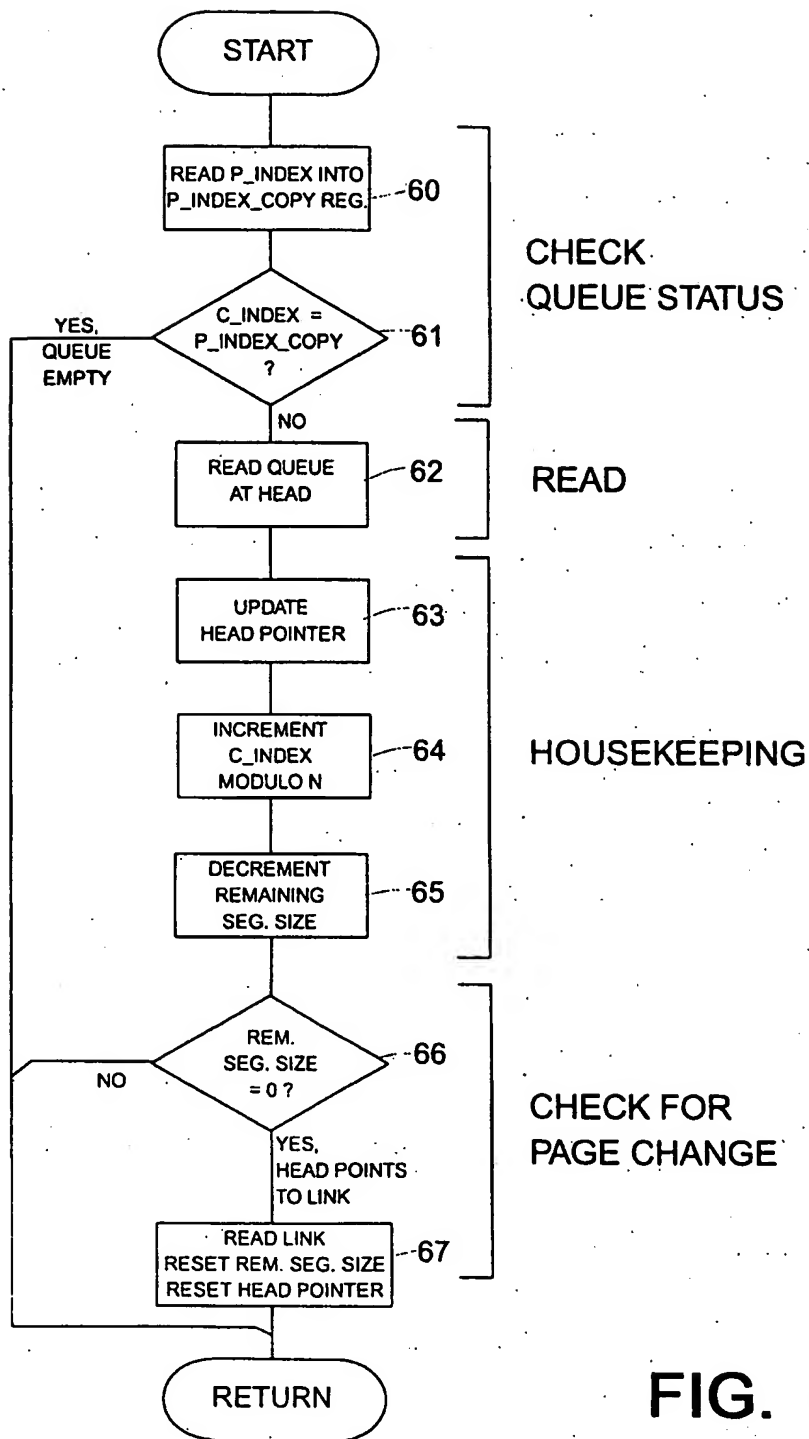 START
READ P_INDEX INTO
P_INDEX_COPY REG.
60
CHECK
QUEUE STATUS
C_INDEX =
P_INDEX_COPY
?
61
YES,
QUEUE
EMPTY
NO
READ QUEUE
AT HEAD
62
READ
UPDATE
HEAD POINTER
63
INCREMENT
C_INDEX
MODULO N
64
HOUSEKEEPING
DECREMENT
REMAINING
SEG. SIZE
65
REM.
SEG. SIZE
= 0 ?
66
NO
CHECK FOR
PAGE CHANGE
YES,
HEAD POINTS
TO LINK
READ LINK
RESET REM. SEG. SIZE
RESET HEAD POINTER
67
RETURN
FIG.